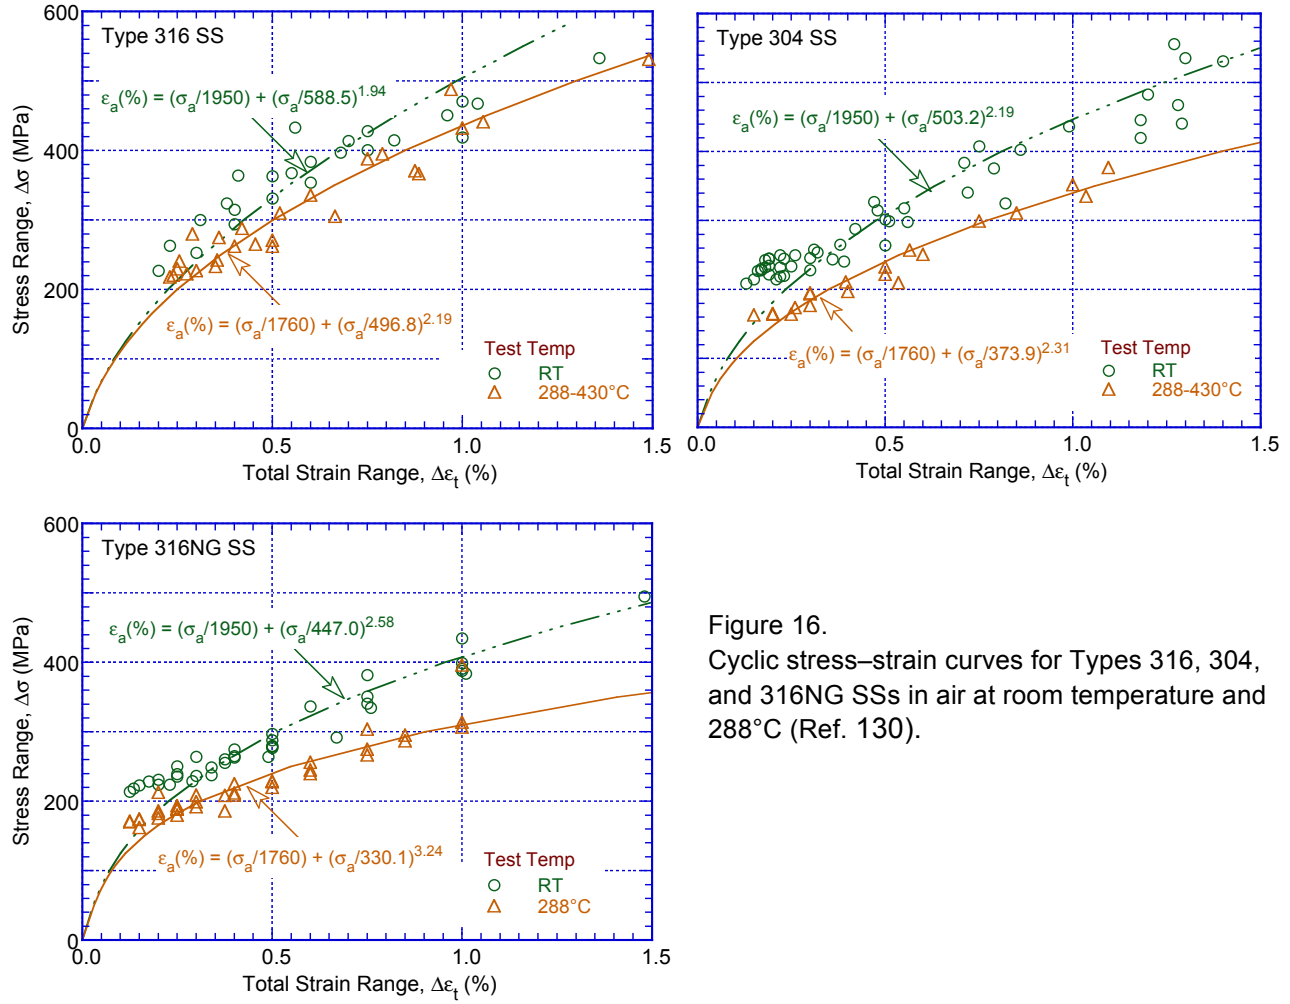 Type 316 SS
600
500
400
200
0
0.0
0.5
1.0
1.5
Stress Range, Δσ (MPa)
Total Strain Range, Δεt (%)
εa(%) = (σa/1950) + (σa/588.5)1.94
εa(%) = (σa/1760) + (σa/496.8)2.19
Test Temp
RT
288-430°C
Type 304 SS
εa(%) = (σa/1950) + (σa/503.2)2.19
εa(%) = (σa/1760) + (σa/373.9)2.31
Test Temp
RT
288-430°C
0.0
0.5
1.0
1.5
Total Strain Range, Δεt (%)
Type 316NG SS
600
400
200
0
Stress Range, Δσ (MPa)
εa(%) = (σa/1950) + (σa/447.0)2.58
εa(%) = (σa/1760) + (σa/330.1)3.24
Test Temp
RT
288°C
0.0
0.5
1.0
1.5
Total Strain Range, Δεt (%)
Figure 16.
Cyclic stress–strain curves for Types 316, 304,
and 316NG SSs in air at room temperature and
288°C (Ref. 130).